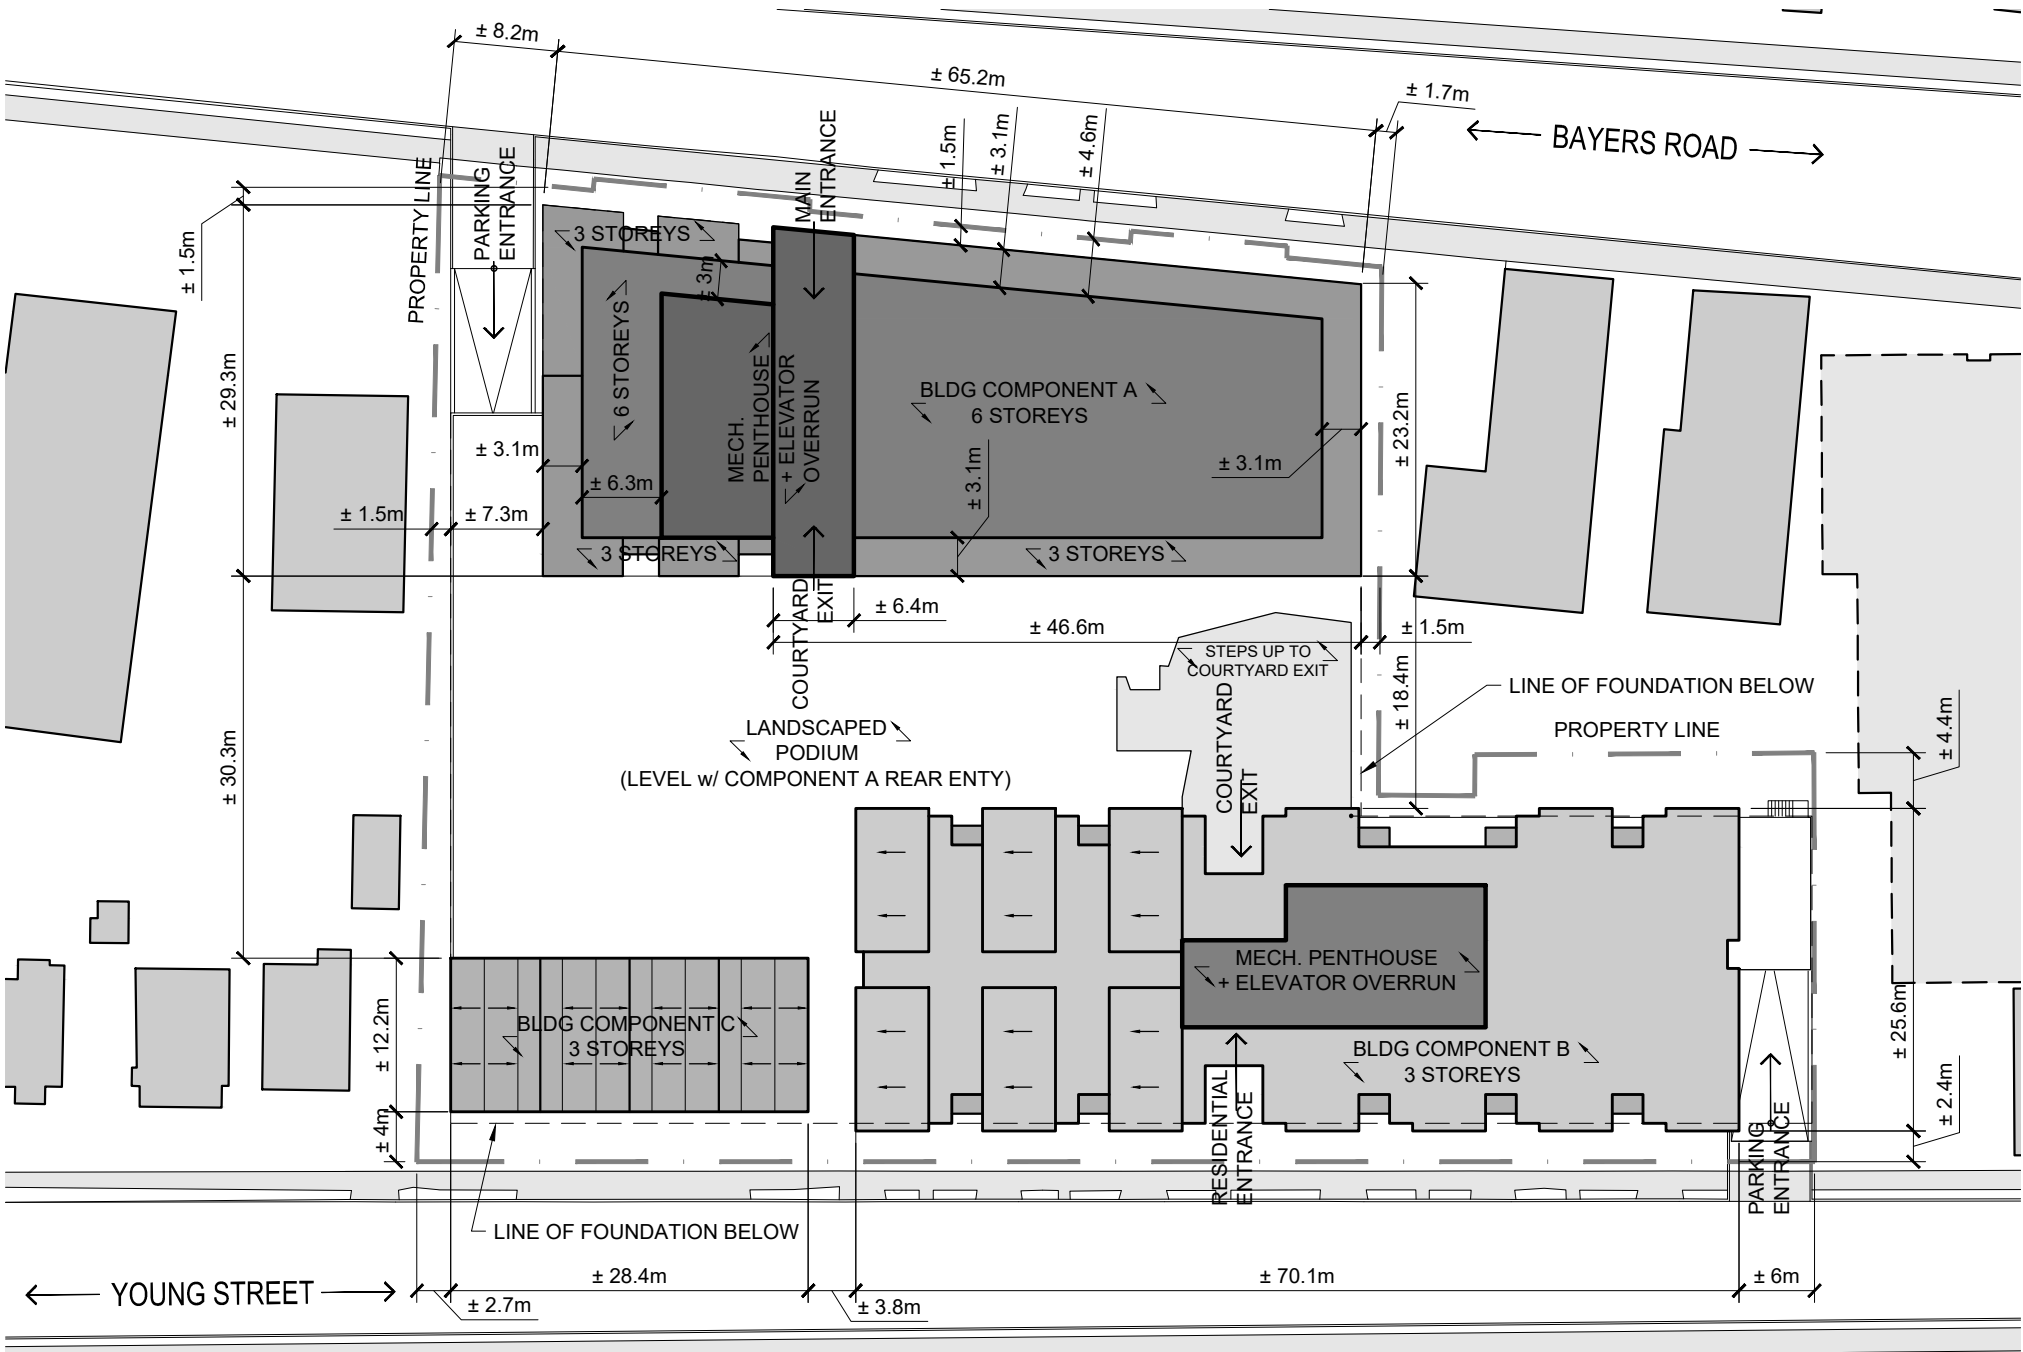 ± 8.2m
± 65.2m
± 1.7m
BAYERS ROAD
± 1.5m
± 3.1m
± 4.6m
MAIN
ENTRANCE
PARKING
ENTRANCE
PROPERTY LINE
± 1.5m
3 STOREYS
± 3m
6 STOREYS
MECH.
PENTHOUSE
+ ELEVATOR
OVERRUN
BLDG COMPONENT A
6 STOREYS
± 29.3m
± 23.2m
± 3.1m
± 6.3m
± 3.1m
± 3.1m
± 1.5m
± 7.3m
3 STOREYS
3 STOREYS
COURTYARD
EXIT
± 6.4m
± 46.6m
± 1.5m
STEPS UP TO
COURTYARD EXIT
± 18.4m
LINE OF FOUNDATION BELOW
PROPERTY LINE
± 4.4m
LANDSCAPED
PODIUM
(LEVEL w/ COMPONENT A REAR ENTY)
COURTYARD
EXIT
± 30.3m
MECH. PENTHOUSE
+ ELEVATOR OVERRUN
± 25.6m
BLDG COMPONENT C
3 STOREYS
± 12.2m
BLDG COMPONENT B
3 STOREYS
± 4m
± 2.4m
RESIDENTIAL
ENTRANCE
PARKING
ENTRANCE
LINE OF FOUNDATION BELOW
YOUNG STREET
± 28.4m
± 70.1m
± 6m
± 2.7m
± 3.8m